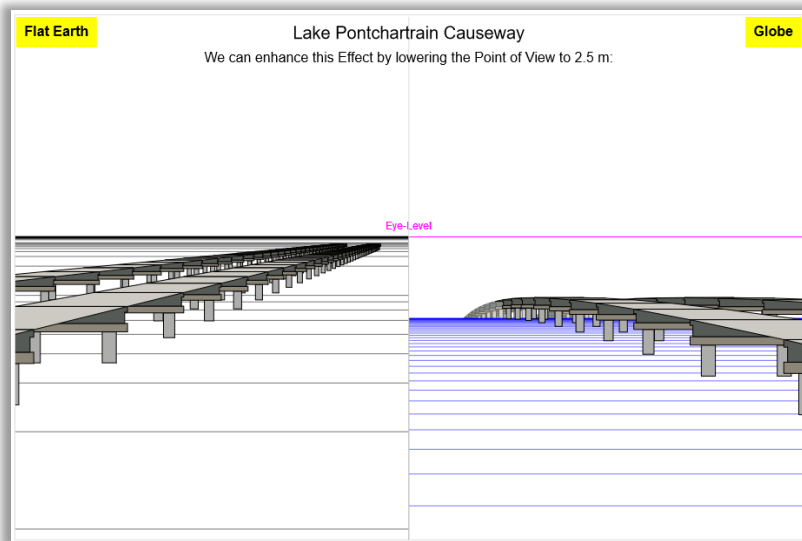 Flat Earth
Lake Pontchartrain Causeway
Globe
We can enhance this Effect by lowering the Point of View to 2.5 m:
Eye-Level